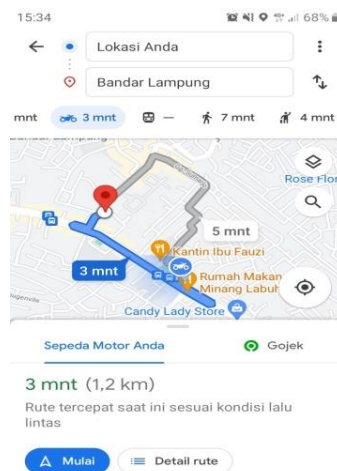 15:34
68%
Lokasi Anda
Bandar Lampung
mnt 3 mnt — 7 mnt 4 mnt
Rose Flor
5 mnt
Kantin Ibu Fauzi
3 mnt
Rumah Makan
Minang Labuh
Candy Lady Store
Sepeda Motor Anda Gojek
3 mnt (1,2 km)
Rute tercepat saat ini sesuai kondisi lalu
lintas
Mulai Detail rute